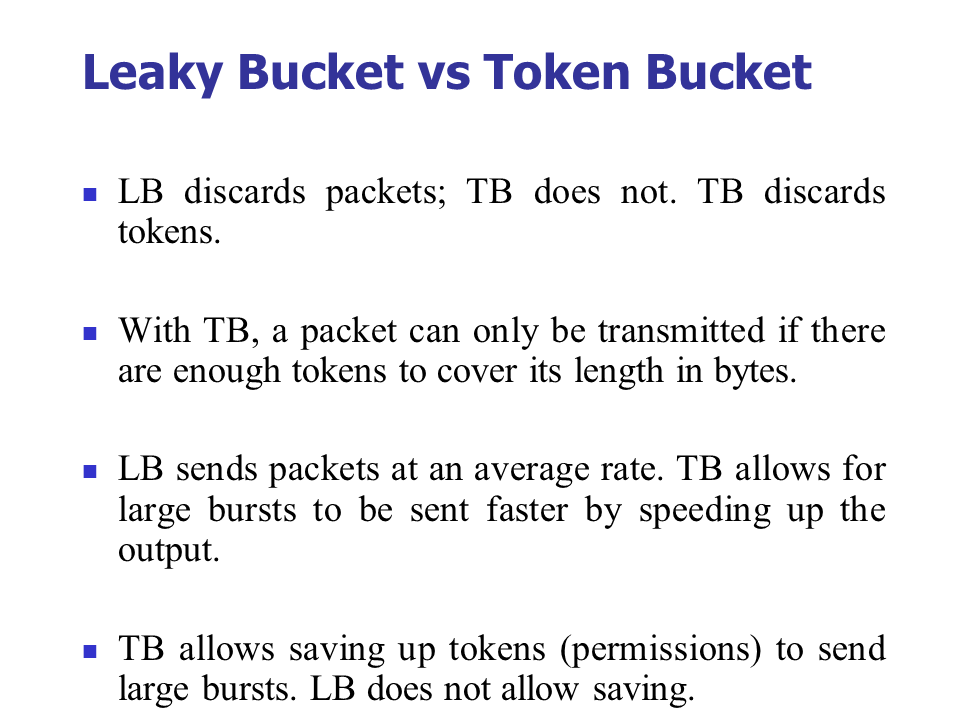 Leaky Bucket vs Token Bucket
LB discards packets; TB does not. TB discards
tokens.
With TB, a packet can only be transmitted if there
are enough tokens to cover its length in bytes.
LB sends packets at an average rate. TB allows for
large bursts to be sent faster by speeding up the
output.
TB allows saving up tokens (permissions) to send
large bursts. LB does not allow saving.